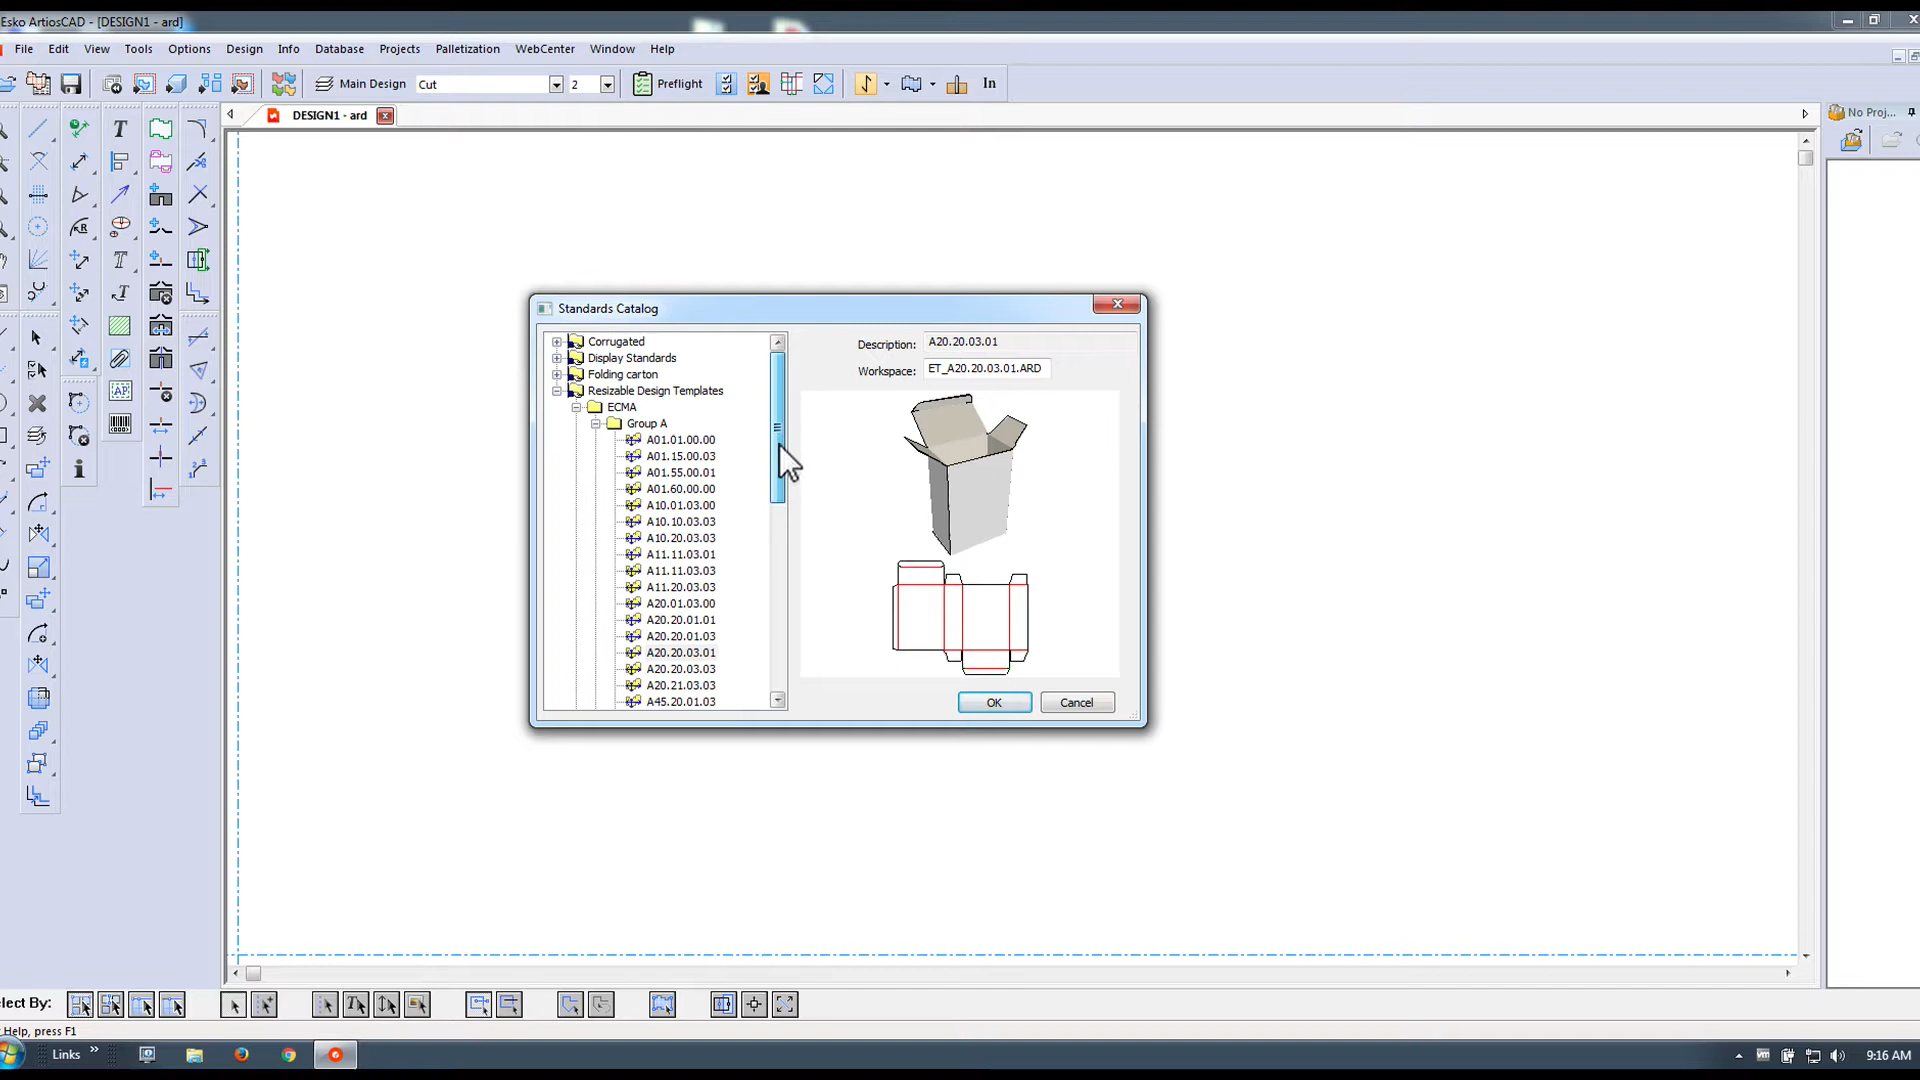 Esko ArtiosCAD - [DESIGN1 - ard]
File Edit View Tools Options Design Info Database Projects Palletization WebCenter Window Help
Main Design Cut 2 Preflight In
DESIGN1 - ard
No Proj...
Standards Catalog
Corrugated
Display Standards
Folding carton
Resizable Design Templates
ECMA
Group A
A01.01.00.00
A01.15.00.03
A01.55.00.01
A01.60.00.00
A10.01.03.00
A10.10.03.03
A10.20.03.03
A11.11.03.01
A11.11.03.03
A11.20.03.03
A20.01.03.00
A20.20.01.01
A20.20.01.03
A20.20.03.01
A20.20.03.03
A20.21.03.03
A45.20.01.03
Description: A20.20.03.01
Workspace: ET_A20.20.03.01.ARD
OK Cancel
elect By:
Help, press F1
Links » 9:16 AM